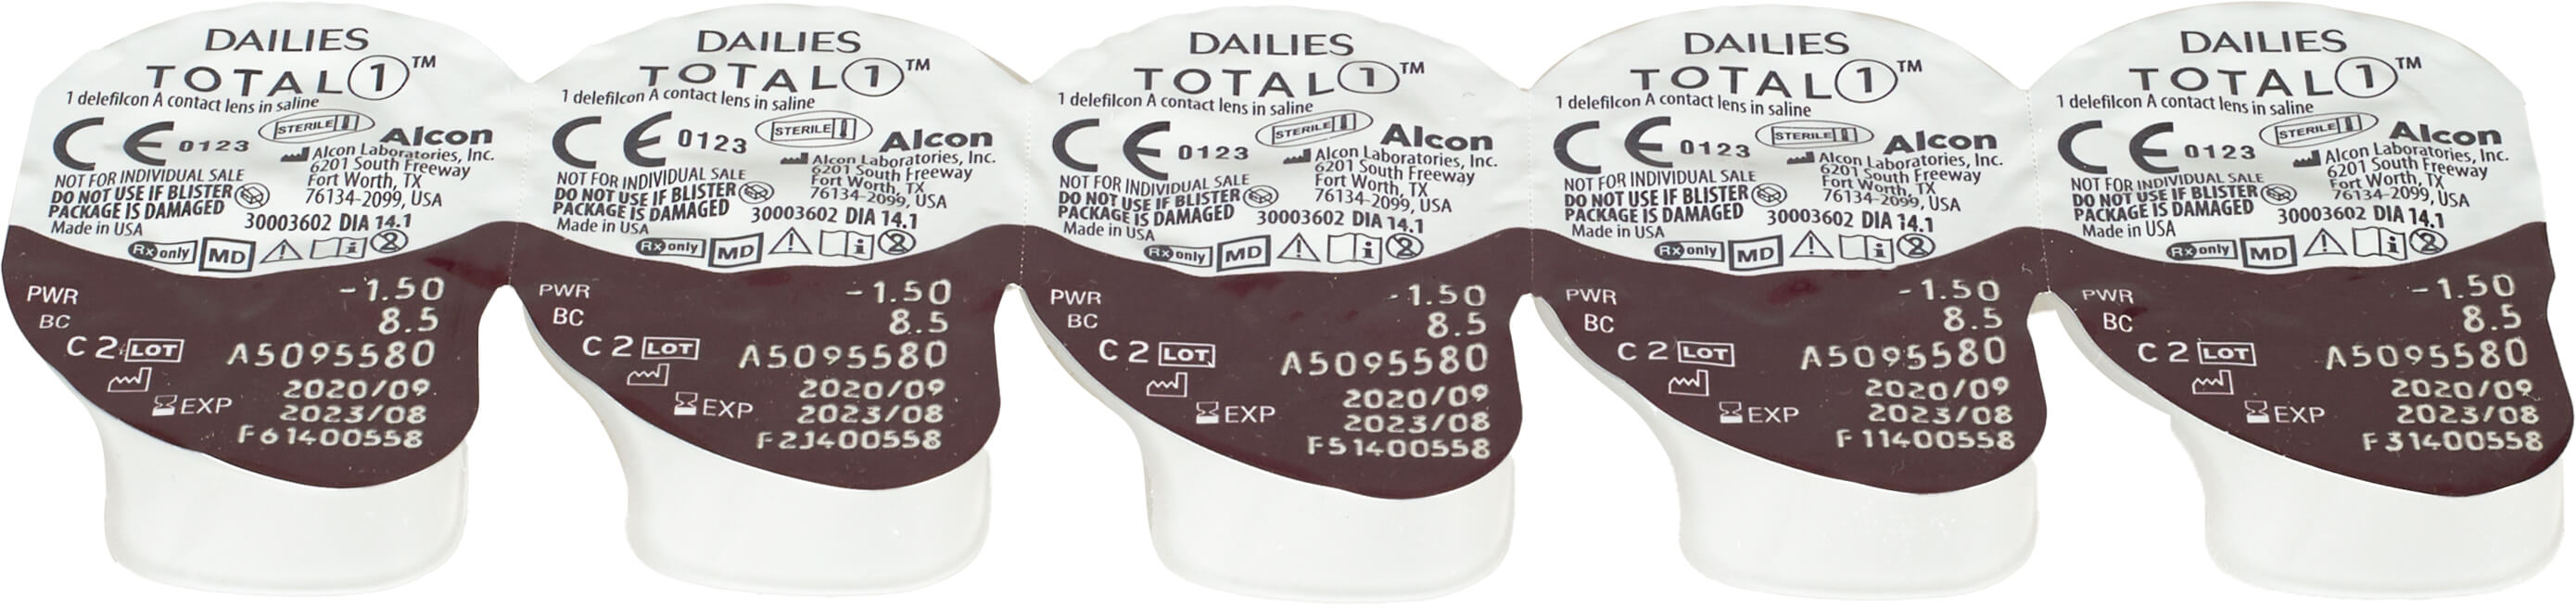 DAILIES
TOTAL 1™
1 delefilcon A contact lens in saline
CE 0123 STERILE Alcon
Alcon Laboratories, Inc.
6201 South Freeway
Fort Worth, TX
76134-2099, USA
NOT FOR INDIVIDUAL SALE
DO NOT USE IF BLISTER
PACKAGE IS DAMAGED
30003602 DIA 14.1
Made in USA
Rx only MD
PWR -1.50
BC 8.5
C 2 LOT A5095580
2020/09
EXP 2023/08
F61400558
DAILIES
TOTAL 1™
1 delefilcon A contact lens in saline
CE 0123 STERILE Alcon
Alcon Laboratories, Inc.
6201 South Freeway
Fort Worth, TX
76134-2099, USA
NOT FOR INDIVIDUAL SALE
DO NOT USE IF BLISTER
PACKAGE IS DAMAGED
30003602 DIA 14.1
Made in USA
Rx only MD
PWR -1.50
BC 8.5
C 2 LOT A5095580
2020/09
EXP 2023/08
F21400558
DAILIES
TOTAL 1™
1 delefilcon A contact lens in saline
CE 0123 STERILE Alcon
Alcon Laboratories, Inc.
6201 South Freeway
Fort Worth, TX
76134-2099, USA
NOT FOR INDIVIDUAL SALE
DO NOT USE IF BLISTER
PACKAGE IS DAMAGED
30003602 DIA 14.1
Made in USA
Rx only MD
PWR -1.50
BC 8.5
C 2 LOT A5095580
2020/09
EXP 2023/08
F51400558
DAILIES
TOTAL 1™
1 delefilcon A contact lens in saline
CE 0123 STERILE Alcon
Alcon Laboratories, Inc.
6201 South Freeway
Fort Worth, TX
76134-2099, USA
NOT FOR INDIVIDUAL SALE
DO NOT USE IF BLISTER
PACKAGE IS DAMAGED
30003602 DIA 14.1
Made in USA
Rx only MD
PWR -1.50
BC 8.5
C 2 LOT A5095580
2020/09
EXP 2023/08
F11400558
DAILIES
TOTAL 1™
1 delefilcon A contact lens in saline
CE 0123 STERILE Alcon
Alcon Laboratories, Inc.
6201 South Freeway
Fort Worth, TX
76134-2099, USA
NOT FOR INDIVIDUAL SALE
DO NOT USE IF BLISTER
PACKAGE IS DAMAGED
30003602 DIA 14.1
Made in USA
Rx only MD
PWR -1.50
BC 8.5
C 2 LOT A5095580
2020/09
EXP 2023/08
F31400558